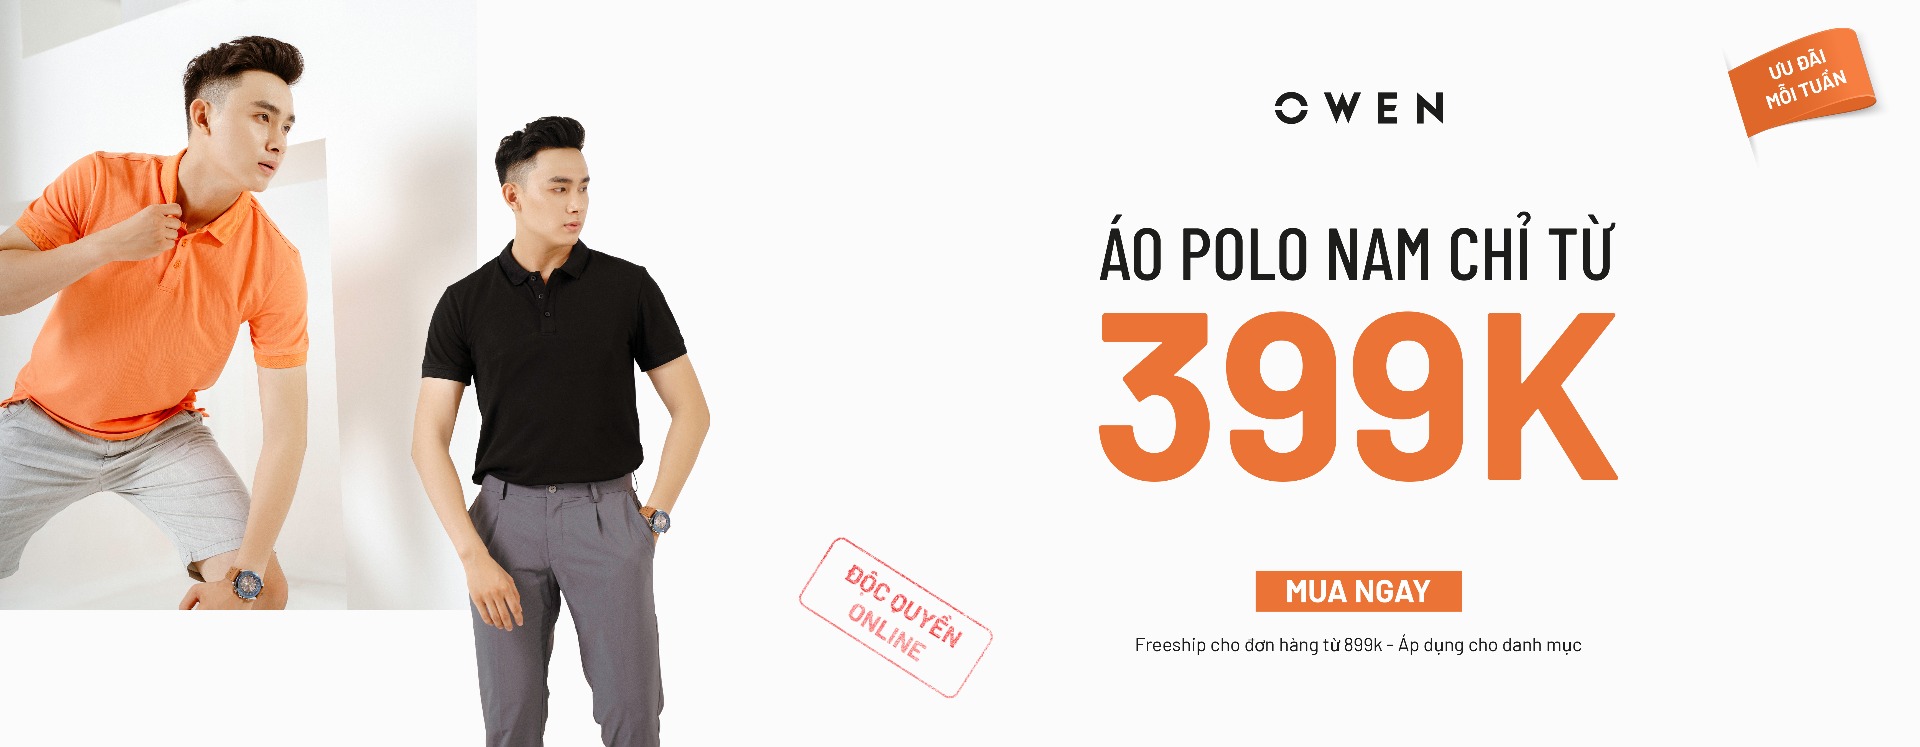 OWEN
ƯU ĐÃI
MỖI TUẦN
ÁO POLO NAM CHỈ TỪ
399K
MUA NGAY
Freeship cho đơn hàng từ 899k - Áp dụng cho danh mục
ĐỘC QUYỀN
ONLINE